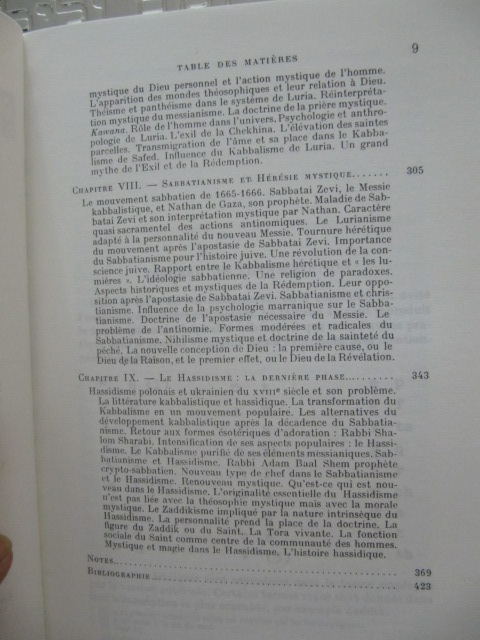 TABLE DES MATIÈRES 9
mystique du Dieu personnel et l'action mystique de l'homme.
L'apparition des mondes théosophiques et leur relation à Dieu.
Théisme et panthéisme dans le système de Luria. Réinterpréta-
tion mystique du messianisme. La doctrine de la prière mystique.
Kawana. Rôle de l'homme dans l'univers. Psychologie et anthro-
pologie de Luria. L'exil de la Chekhina. L'élévation des saintes
parcelles. Transmigration de l'âme et sa place dans le Kabba-
lisme de Safed. Influence du Kabbalisme de Luria. Un grand
mythe de l'Exil et de la Rédemption.
CHAPITRE VIII. — SABBATIANISME ET HÉRÉSIE MYSTIQUE....... 305
Le mouvement sabbatien de 1665-1666. Sabbatai Zevi, le Messie
kabbalistique, et Nathan de Gaza, son prophète. Maladie de Sab-
batai Zevi et son interprétation mystique par Nathan. Caractère
quasi sacramentel des actions antinomiques. Le Lurianisme
adapté à la personnalité du nouveau Messie. Tournure hérétique
du mouvement après l'apostasie de Sabbatai Zevi. Importance
du Sabbatianisme pour l'histoire juive. Une révolution de la con-
science juive. Rapport entre le Kabbalisme hérétique et « les lu-
mières ». L'idéologie sabbatienne. Une religion de paradoxes.
Aspects historiques et mystiques de la Rédemption. Leur oppo-
sition après l'apostasie de Sabbatai Zevi. Sabbatianisme et chris-
tianisme. Influence de la psychologie marranique sur le Sabba-
tianisme. Doctrine de l'apostasie nécessaire du Messie. Le
problème de l'antinomie. Formes modérées et radicales du
Sabbatianisme. Nihilisme mystique et doctrine de la sainteté du
péché. La nouvelle conception de Dieu : la première cause, ou le
Dieu de la Raison, et le premier effet, ou le Dieu de la Révélation.
CHAPITRE IX. — LE HASSIDISME : LA DERNIÈRE PHASE.......... 343
Hassidisme polonais et ukrainien du XVIIIe siècle et son problème.
La littérature kabbalistique et hassidique. La transformation du
Kabbalisme en un mouvement populaire. Les alternatives du
développement kabbalistique après la décadence du Sabbatia-
nisme. Retour aux formes ésotériques d'adoration : Rabbi Sha-
lom Sharabi. Intensification de ses aspects populaires : le Hassi-
disme. Le Kabbalisme purifié de ses éléments messianiques. Sab-
batianisme et Hassidisme. Rabbi Adam Baal Shem prophète
crypto-sabbatien. Nouveau type de chef dans le Sabbatianisme
et le Hassidisme. Renouveau mystique. Qu'est-ce qui est nou-
veau dans le Hassidisme. L'originalité essentielle du Hassidisme
n'est pas liée avec la théosophie mystique mais avec la morale
mystique. Le Zaddikisme impliqué par la nature intrinsèque du
Hassidisme. La personnalité prend la place de la doctrine. La
figure du Zaddik ou du Saint. La Tora vivante. La fonction
sociale du Saint comme centre de la communauté des hommes.
Mystique et magie dans le Hassidisme. L'histoire hassidique.
NOTES........ 369
BIBLIOGRAPHIE........ 423